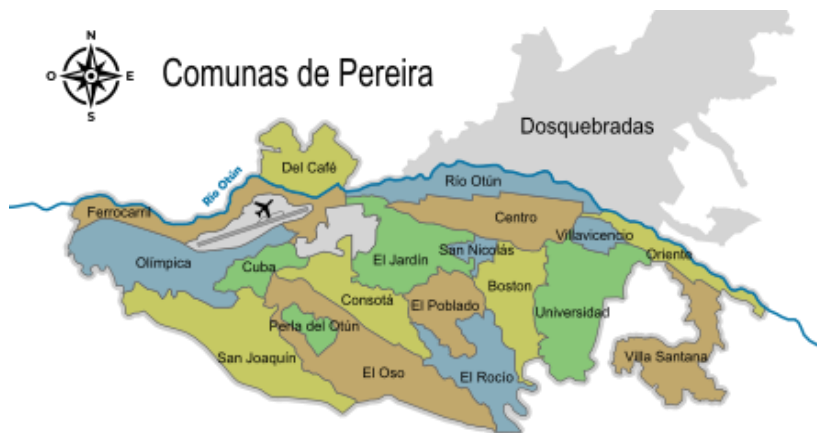 N
O E
S
Comunas de Pereira
Dosquebradas
Del Café
Río Otún
Río Otún
Ferrocarril
Centro
Villavicencio
Olímpica
Cuba
El Jardín
San Nicolás
Oriente
Consotá
El Poblado
Boston
Universidad
Perla del Otún
San Joaquín
El Oso
El Rocío
Villa Santana